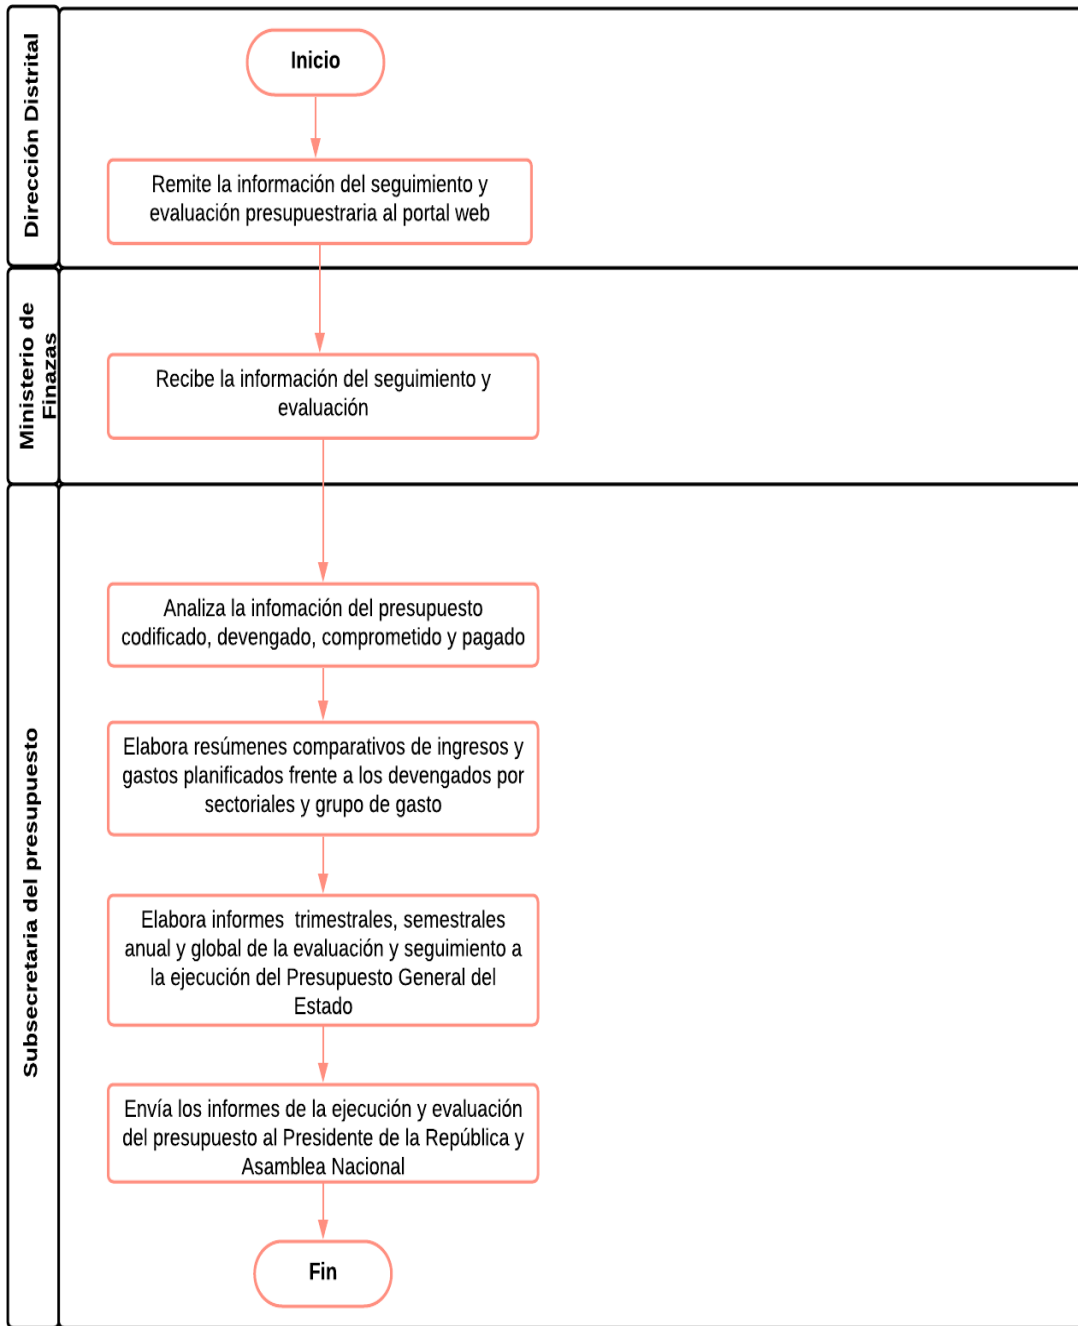 Dirección Distrital
Inicio
Remite la información del seguimiento y
evaluación presupuestraria al portal web
Ministerio de
Finazas
Recibe la información del seguimiento y
evaluación
Subsecretaria del presupuesto
Analiza la infomación del presupuesto
codificado, devengado, comprometido y pagado
Elabora resúmenes comparativos de ingresos y
gastos planificados frente a los devengados por
sectoriales y grupo de gasto
Elabora informes  trimestrales, semestrales
anual y global de la evaluación y seguimiento a
la ejecución del Presupuesto General del
Estado
Envía los informes de la ejecución y evaluación
del presupuesto al Presidente de la República y
Asamblea Nacional
Fin